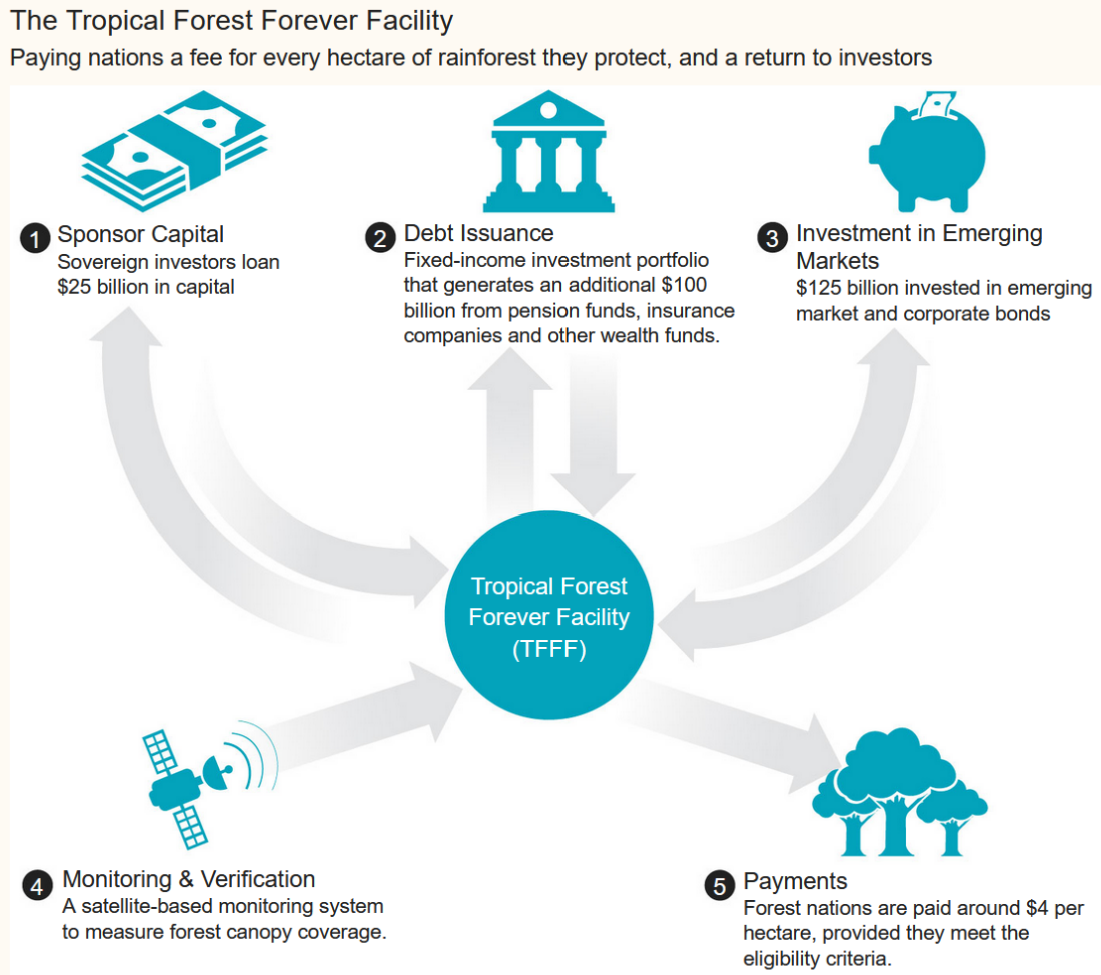 The Tropical Forest Forever Facility
Paying nations a fee for every hectare of rainforest they protect, and a return to investors
1 Sponsor Capital
Sovereign investors loan
$25 billion in capital
2 Debt Issuance
Fixed-income investment portfolio
that generates an additional $100
billion from pension funds, insurance
companies and other wealth funds.
3 Investment in Emerging
Markets
$125 billion invested in emerging
market and corporate bonds
Tropical Forest
Forever Facility
(TFFF)
4 Monitoring & Verification
A satellite-based monitoring system
to measure forest canopy coverage.
5 Payments
Forest nations are paid around $4 per
hectare, provided they meet the
eligibility criteria.